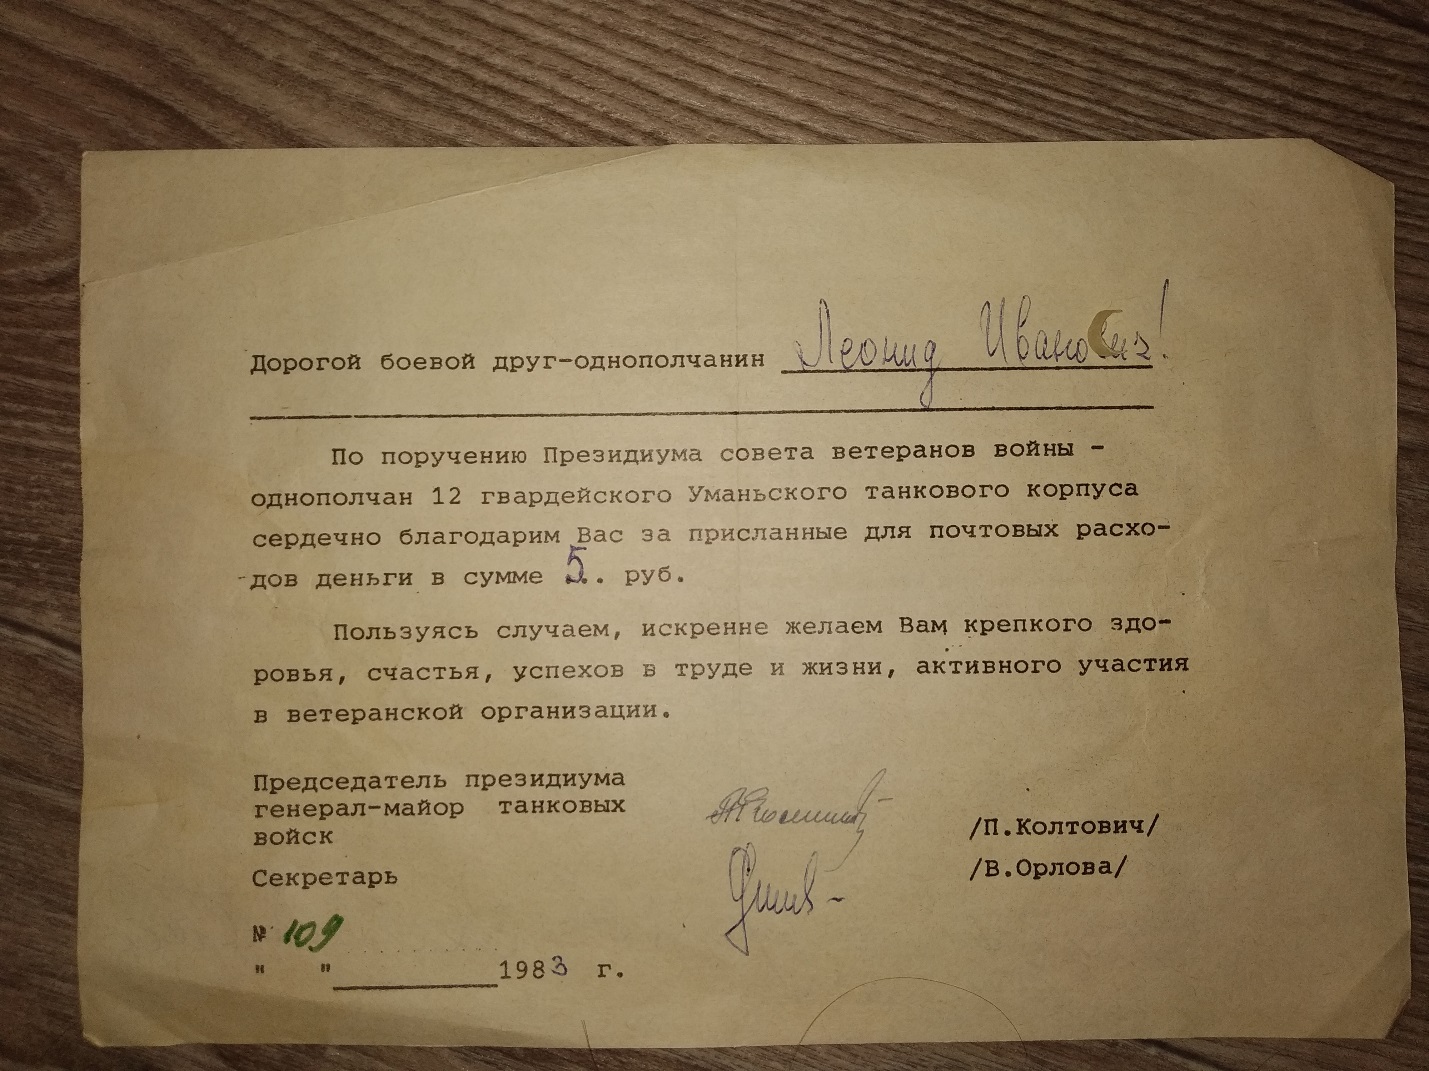 Дорогой боевой друг-однополчанин Леонид Иванович!
По поручению Президиума совета ветеранов войны -
однополчан 12 гвардейского Уманьского танкового корпуса
сердечно благодарим Вас за присланные для почтовых расхо-
дов деньги в сумме 5.. руб.
Пользуясь случаем, искренне желаем Вам крепкого здо-
ровья, счастья, успехов в труде и жизни, активного участия
в ветеранской организации.
Председатель президиума
генерал-майор танковых
войск /П.Колтович/
Секретарь /В.Орлова/
№ 109
" " 1983 г.